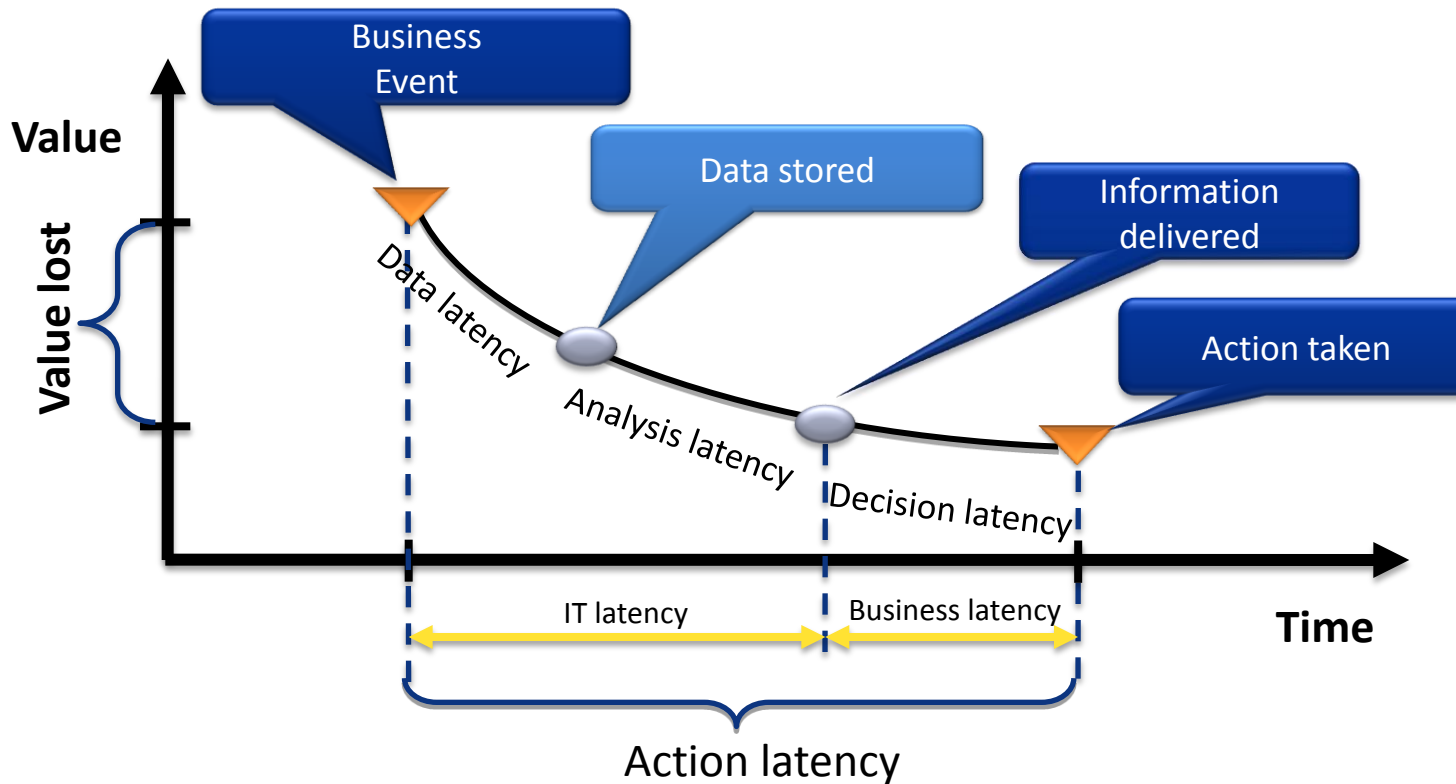 Business
Event
Value
Data stored
Information
delivered
Value lost
Data latency
Action taken
Analysis latency
Decision latency
IT latency
Business latency
Time
Action latency